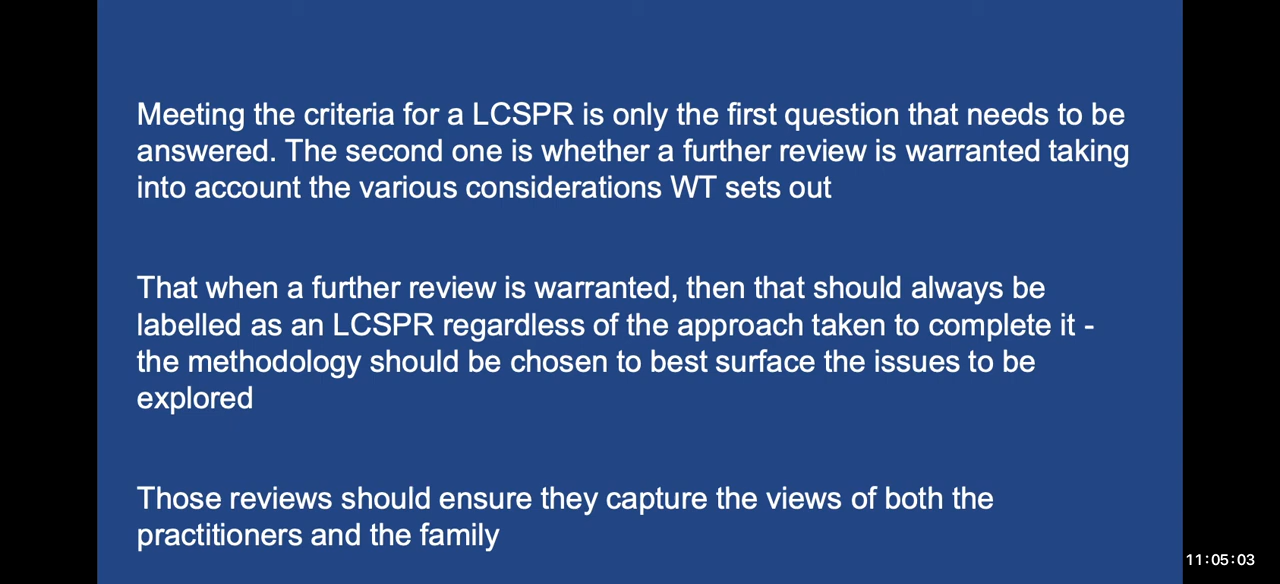 Meeting the criteria for a LCSPR is only the first question that needs to be
answered. The second one is whether a further review is warranted taking
into account the various considerations WT sets out
That when a further review is warranted, then that should always be
labelled as an LCSPR regardless of the approach taken to complete it -
the methodology should be chosen to best surface the issues to be
explored
Those reviews should ensure they capture the views of both the
practitioners and the family
11:05:03